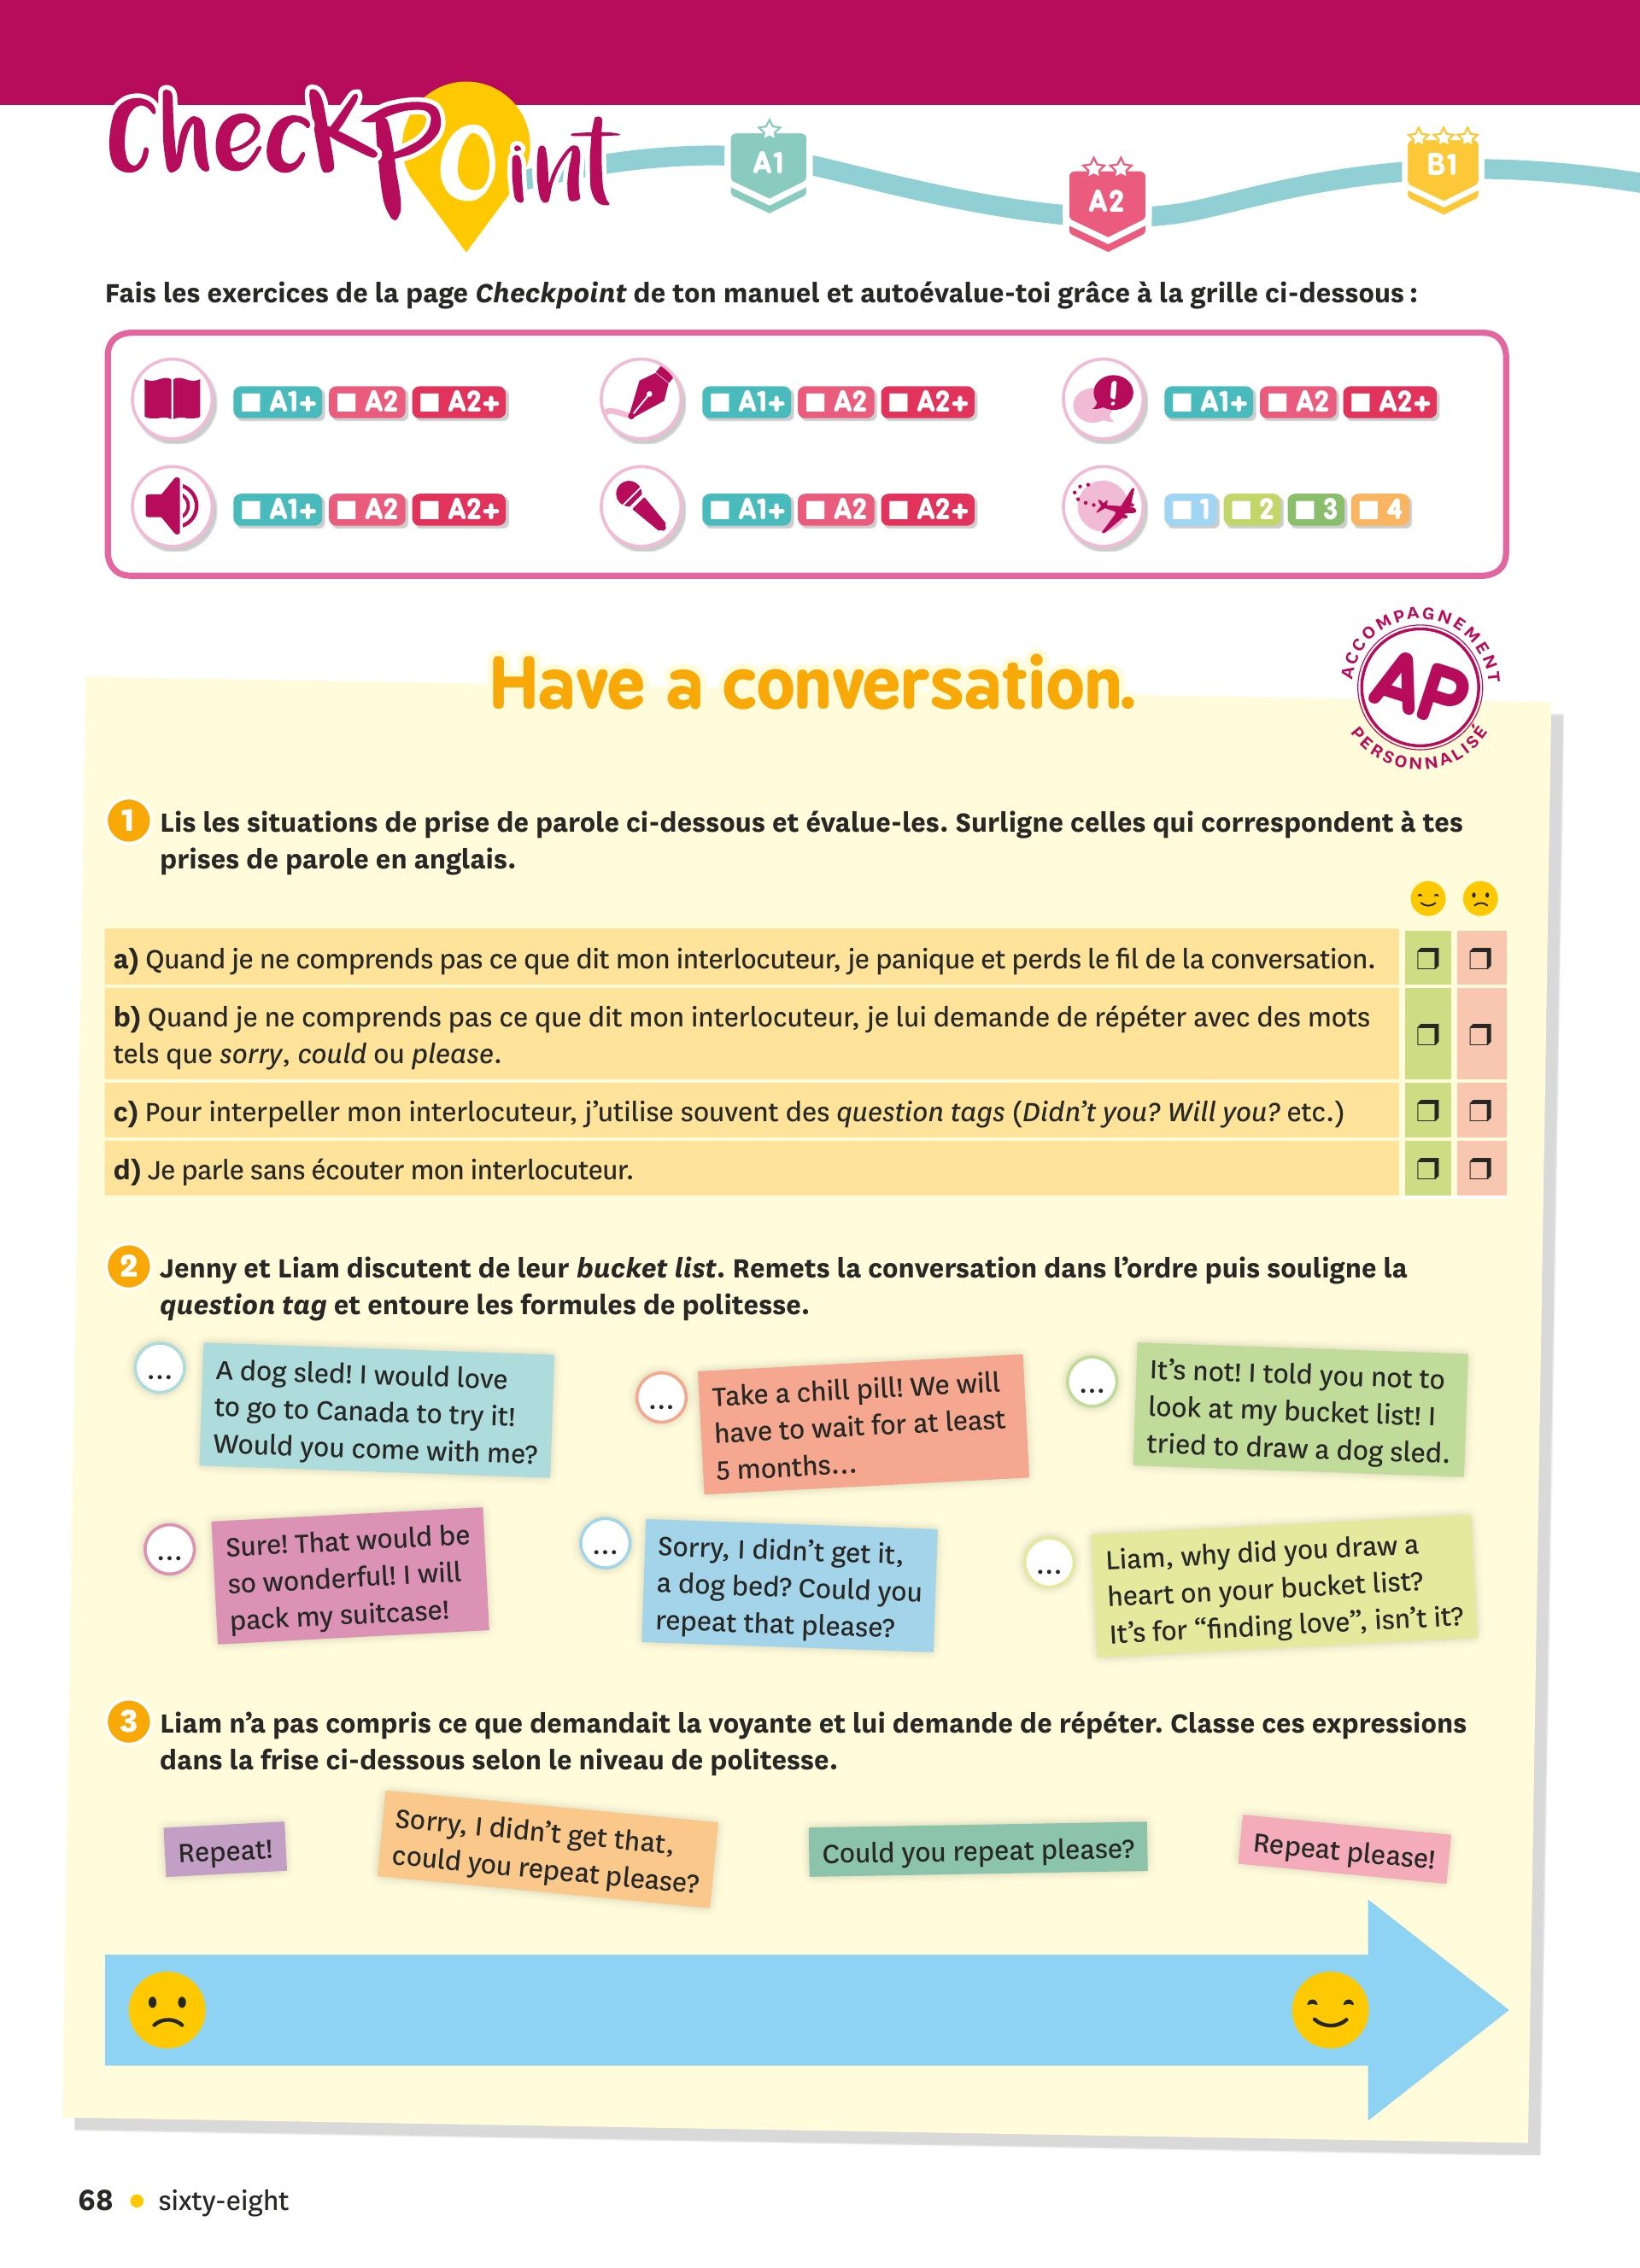 CheckPoint
A1
A2
B1
Fais les exercices de la page Checkpoint de ton manuel et autoévalue-toi grâce à la grille ci-dessous :
A1+ A2 A2+
A1+ A2 A2+
A1+ A2 A2+
A1+ A2 A2+
A1+ A2 A2+
1 2 3 4
ACCOMPAGNEMENT
AP
PERSONNALISÉ
Have a conversation.
1 Lis les situations de prise de parole ci-dessous et évalue-les. Surligne celles qui correspondent à tes
prises de parole en anglais.
a) Quand je ne comprends pas ce que dit mon interlocuteur, je panique et perds le fil de la conversation.
b) Quand je ne comprends pas ce que dit mon interlocuteur, je lui demande de répéter avec des mots
tels que sorry, could ou please.
c) Pour interpeller mon interlocuteur, j’utilise souvent des question tags (Didn’t you? Will you? etc.)
d) Je parle sans écouter mon interlocuteur.
2 Jenny et Liam discutent de leur bucket list. Remets la conversation dans l’ordre puis souligne la
question tag et entoure les formules de politesse.
...
A dog sled! I would love
to go to Canada to try it!
Would you come with me?
...
Take a chill pill! We will
have to wait for at least
5 months...
...
It’s not! I told you not to
look at my bucket list! I
tried to draw a dog sled.
...
Sure! That would be
so wonderful! I will
pack my suitcase!
...
Sorry, I didn’t get it,
a dog bed? Could you
repeat that please?
...
Liam, why did you draw a
heart on your bucket list?
It’s for “finding love”, isn’t it?
3 Liam n’a pas compris ce que demandait la voyante et lui demande de répéter. Classe ces expressions
dans la frise ci-dessous selon le niveau de politesse.
Repeat!
Sorry, I didn’t get that,
could you repeat please?
Could you repeat please?
Repeat please!
68 • sixty-eight